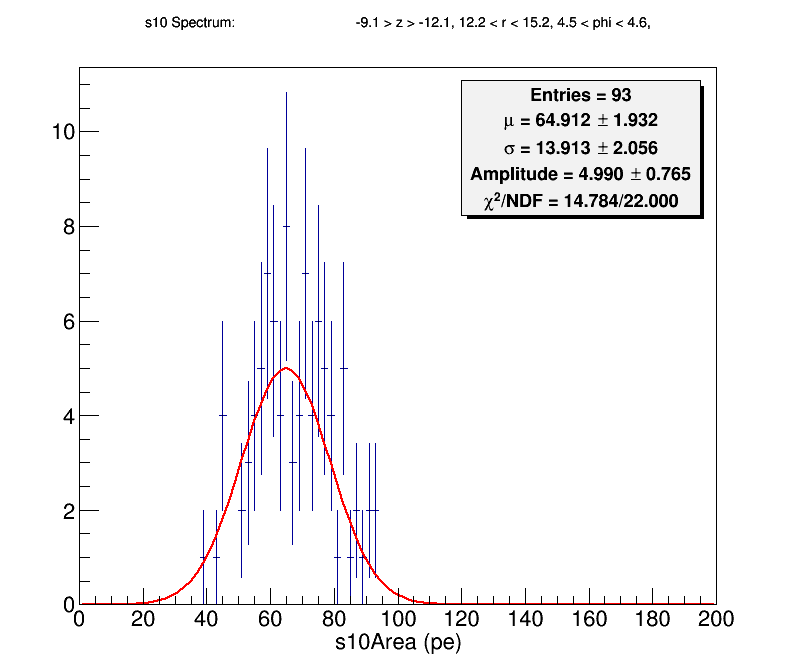 s10 Spectrum: -9.1 > z > -12.1, 12.2 < r < 15.2, 4.5 < phi < 4.6,
Entries = 93
μ = 64.912 ± 1.932
σ = 13.913 ± 2.056
Amplitude = 4.990 ± 0.765
χ²/NDF = 14.784/22.000
10
8
6
4
2
0
0 20 40 60 80 100 120 140 160 180 200
s10Area (pe)